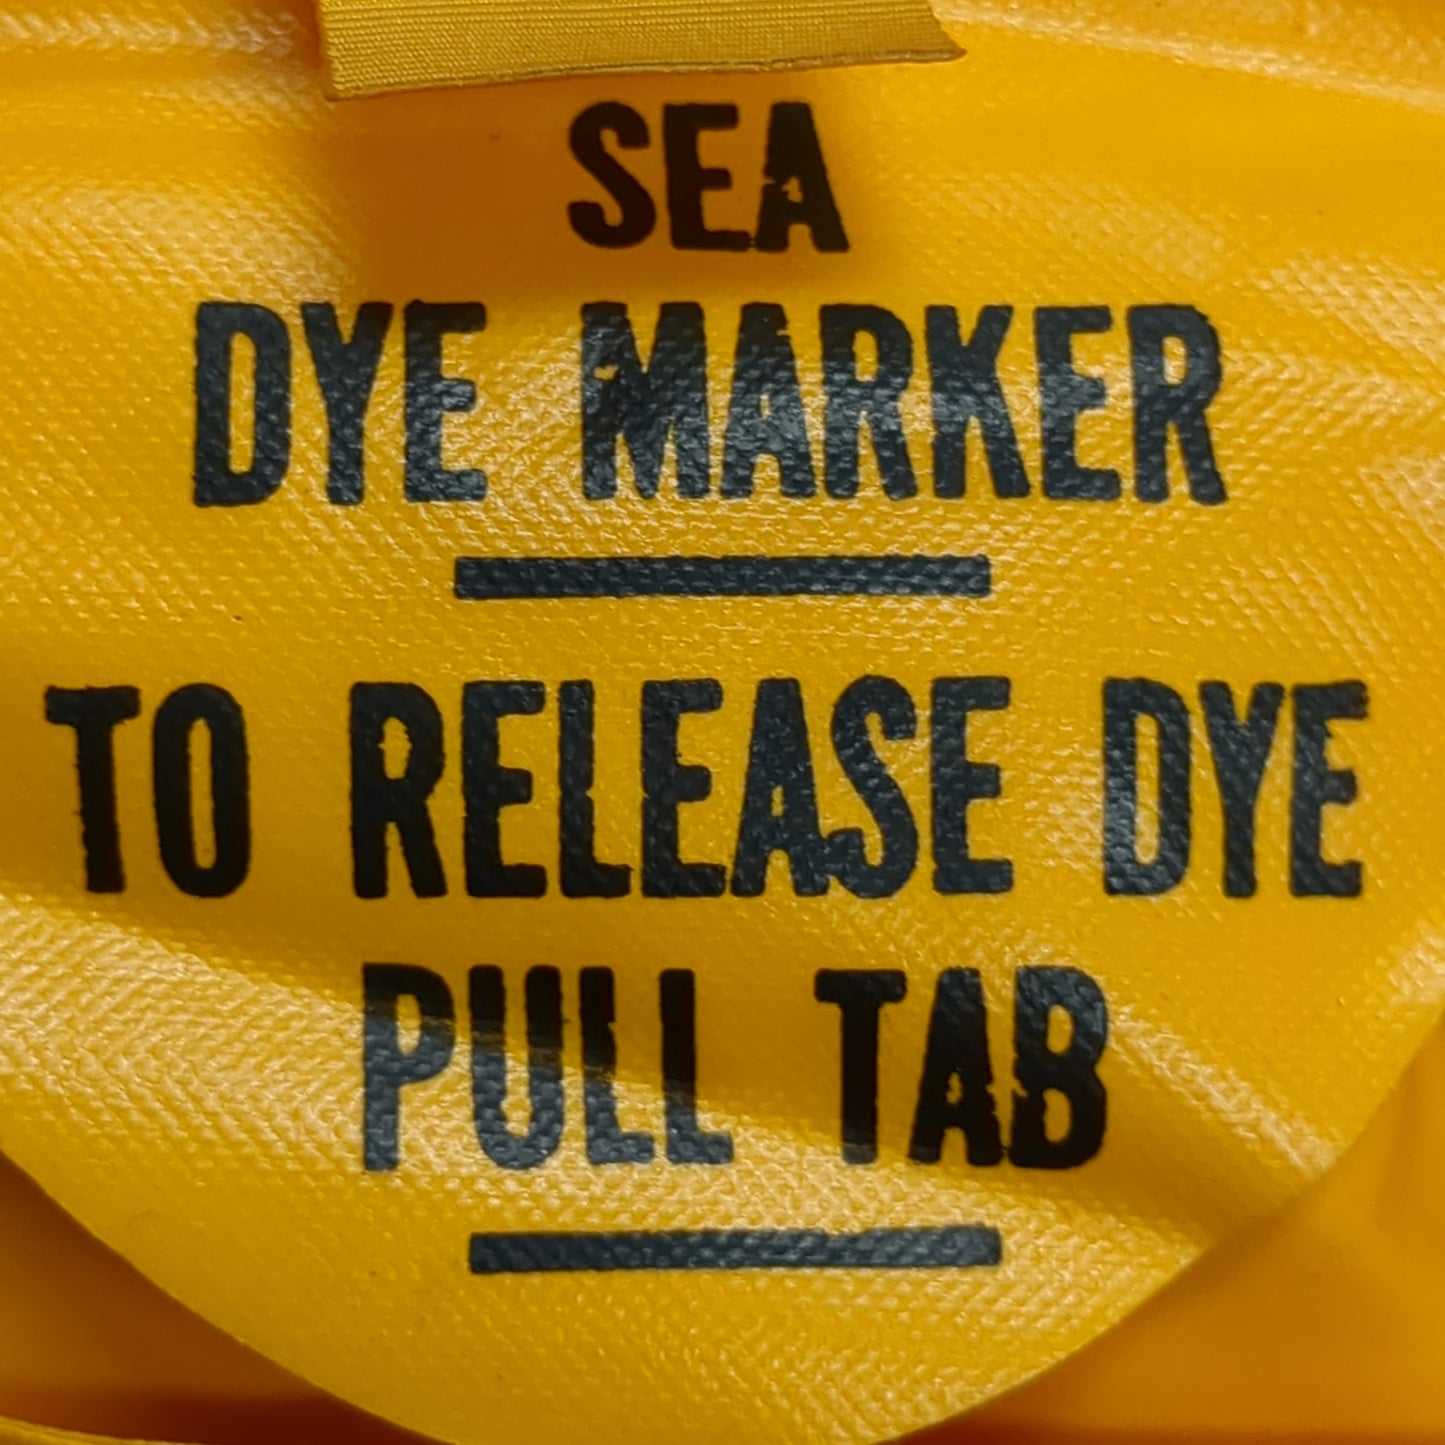 SEA
DYE MARKER
TO RELEASE DYE
PULL TAB